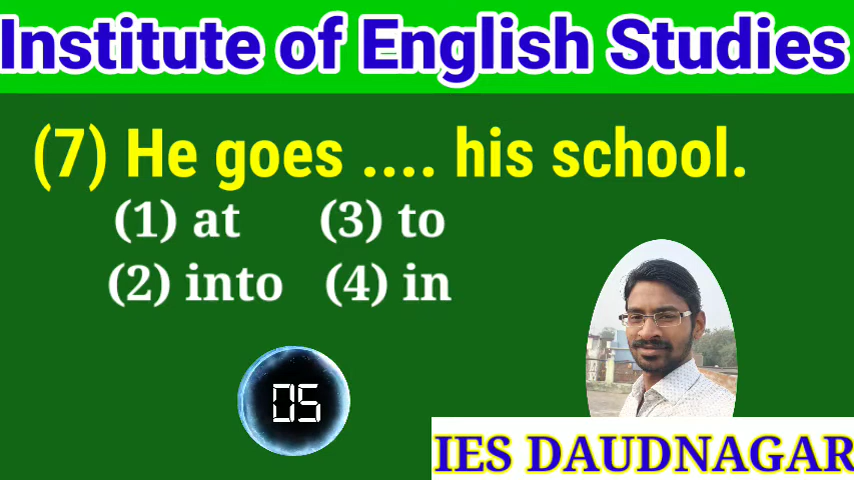 Institute of English Studies
(7) He goes .... his school.
(1) at (3) to
(2) into (4) in
05
IES DAUDNAGAR